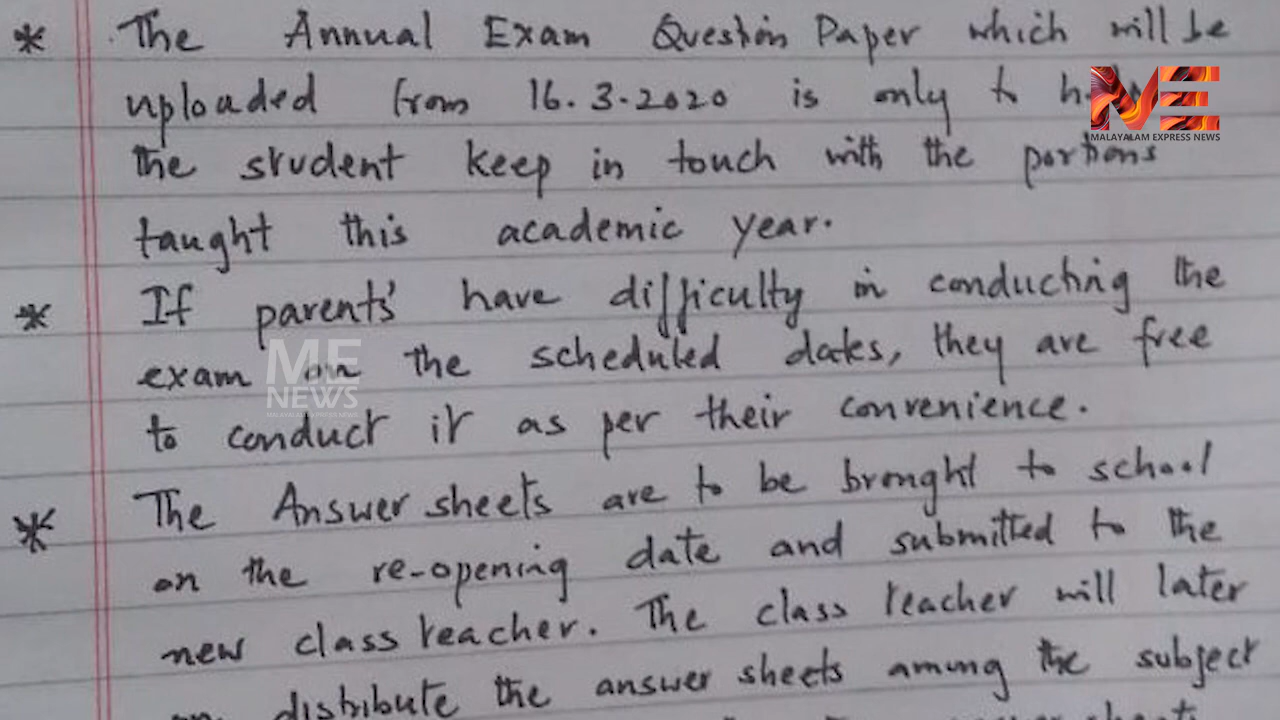 * The Annual Exam Question Paper which will be
uploaded from 16.3.2020 is only to
ME
MALAYALAM EXPRESS NEWS
the student keep in touch with the portions
taught this academic year.
* If parents' have difficulty in conducting the
exam on the scheduled dates, they are free
ME
NEWS
to conduct it as per their convenience.
* The Answer sheets are to be brought to school
on the re-opening date and submitted to the
new class teacher. The class teacher will later
distribute the answer sheets among the subject